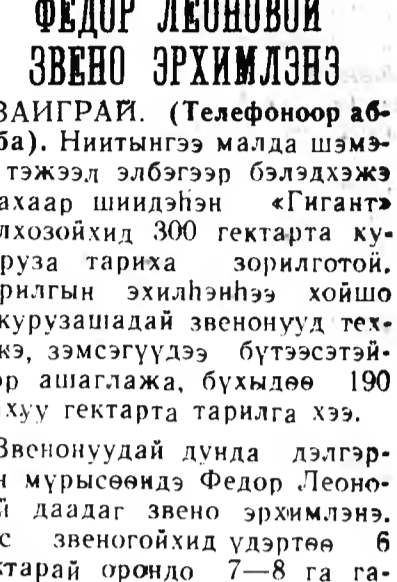 ФЕДОР ЛЕОНОВОЙ
ЗВЕНО ЭРХИМЛЭНЭ
ЗАИГРАЙ. (Телефоноор аб-
ба). Ниитынгээ малда шэмэ-
тэжээл элбэгээр бэлэдхэжэ
ахаар шиидэһэн «Гигант»
лхозойхид 300 гектарта ку-
руза тариха зорилготой.
рилгын эхилһэнһээ хойшо
курузашадай звенонууд тех-
кэ, зэмсэгүүдээ бүтээсэтэй-
ор ашаглажа, бүхыдөө 190
хуу гектарта тарилга хээ.
Звенонуудай дунда дэлгэр-
н мүрысөөндэ Федор Леоно-
й даадаг звено эрхимлэнэ.
с звеногойхид үдэртөө 6
ктарай орондо 7—8 га га-